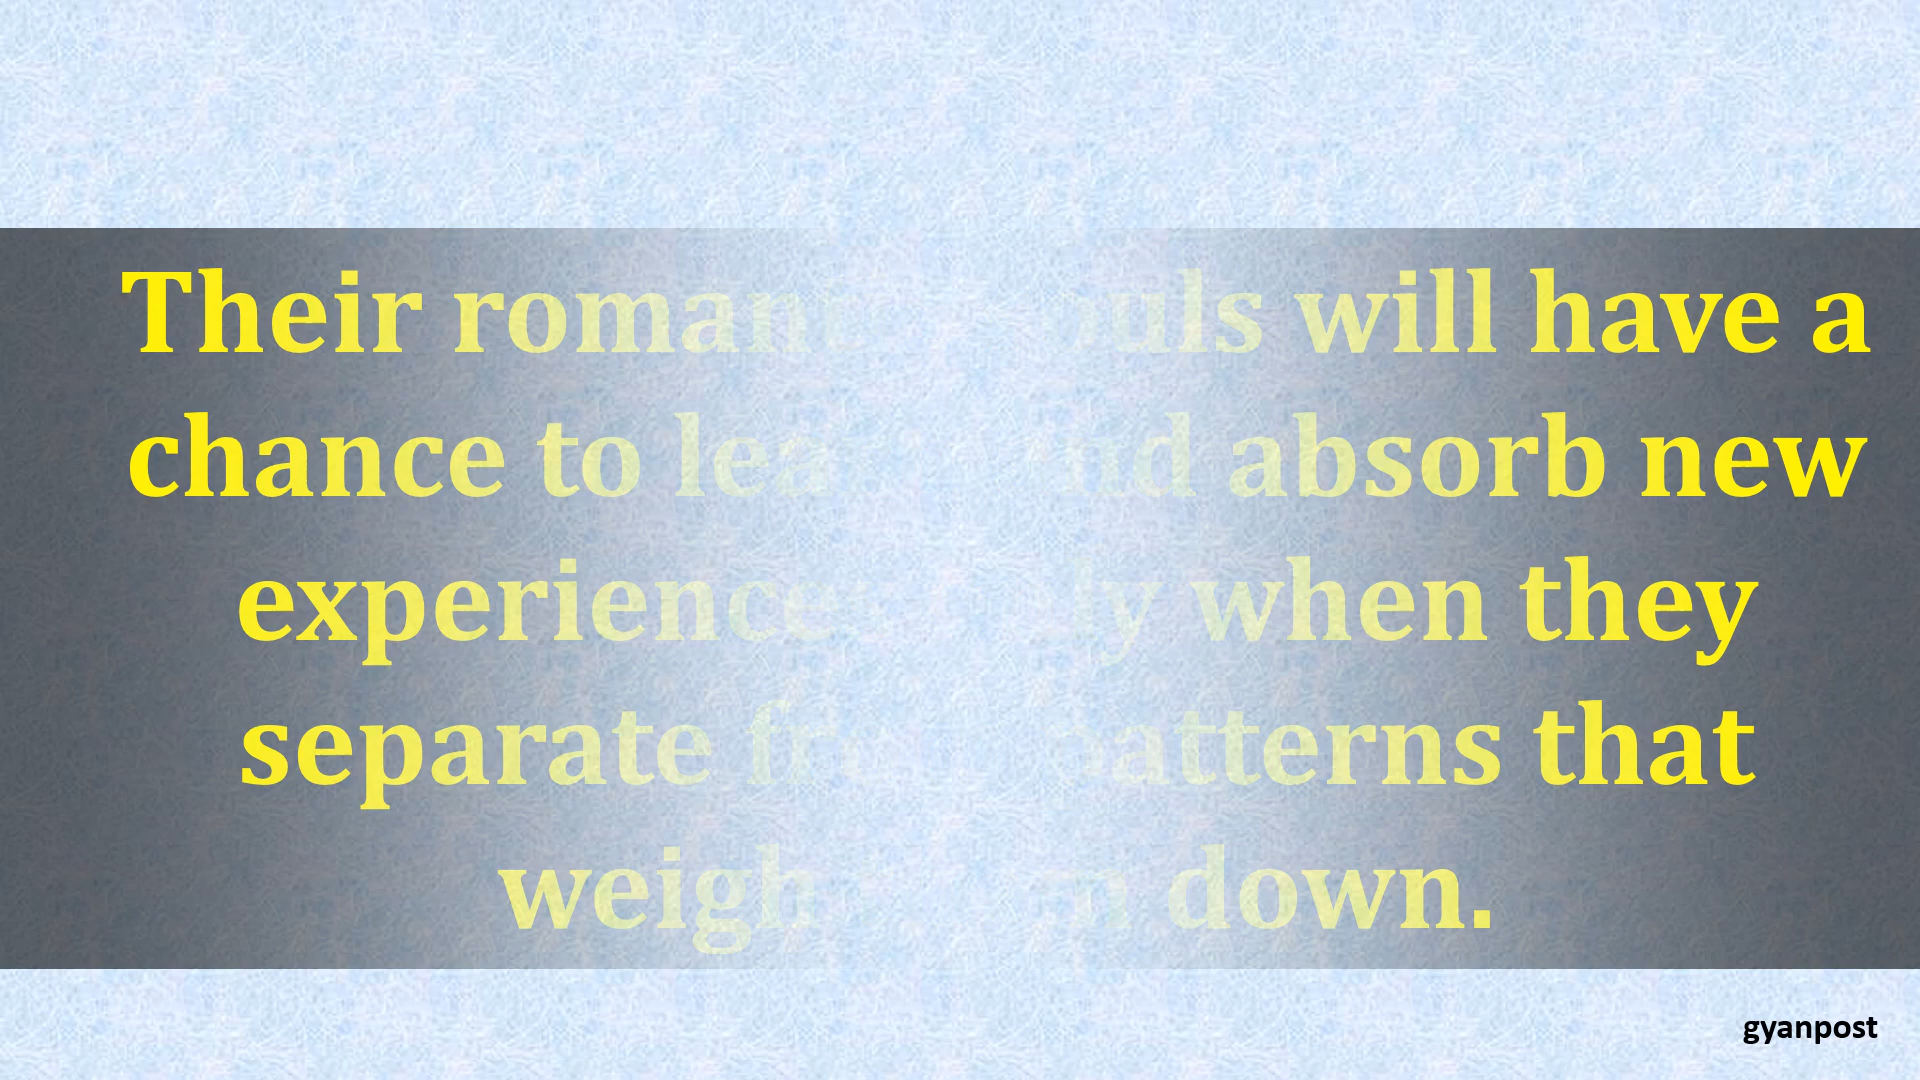 Their romantic souls will have a
chance to learn and absorb new
experiences only when they
separate from patterns that
weigh them down.
gyanpost